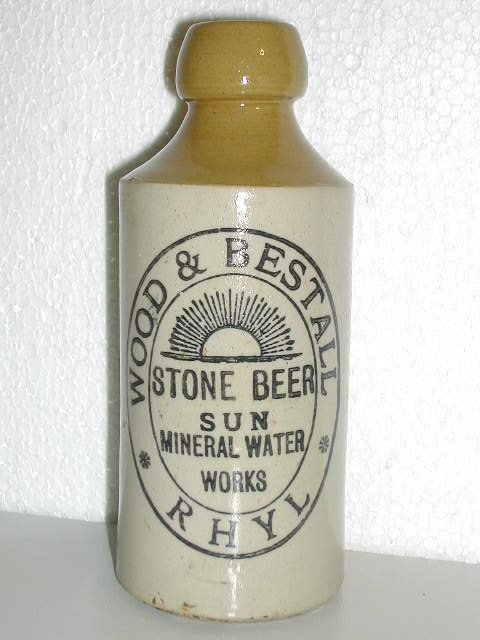 WOOD & BESTALL
STONE BEER
SUN
MINERAL WATER
WORKS
RHYL